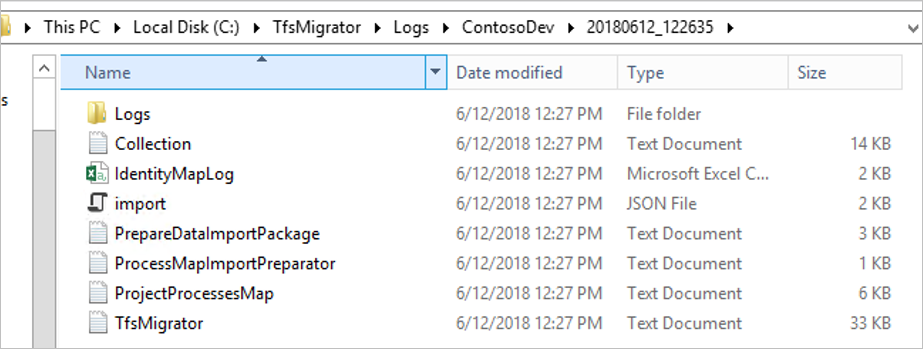 This PC > Local Disk (C:) > TfsMigrator > Logs > ContosoDev > 20180612_122635 >
Name Date modified Type Size
Logs 6/12/2018 12:27 PM File folder
s
Collection 6/12/2018 12:27 PM Text Document 14 KB
IdentityMapLog 6/12/2018 12:27 PM Microsoft Excel C... 2 KB
import 6/12/2018 12:27 PM JSON File 2 KB
PrepareDataImportPackage 6/12/2018 12:27 PM Text Document 3 KB
ProcessMapImportPreparator 6/12/2018 12:27 PM Text Document 1 KB
ProjectProcessesMap 6/12/2018 12:27 PM Text Document 6 KB
TfsMigrator 6/12/2018 12:27 PM Text Document 33 KB